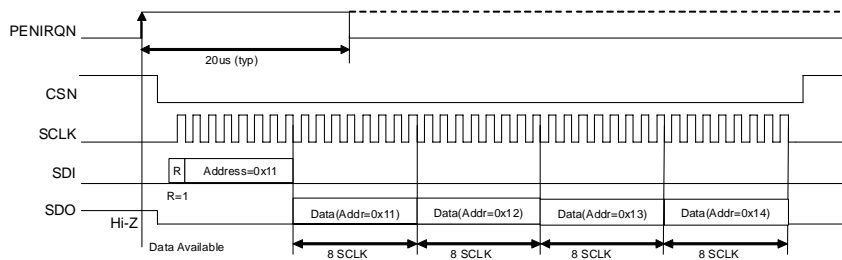 PENIRQN
20us (typ)
CSN
SCLK
SDI
R
Address=0x11
R=1
SDO
Hi-Z
Data(Addr=0x11)
Data(Addr=0x12)
Data(Addr=0x13)
Data(Addr=0x14)
Data Available
8 SCLK
8 SCLK
8 SCLK
8 SCLK